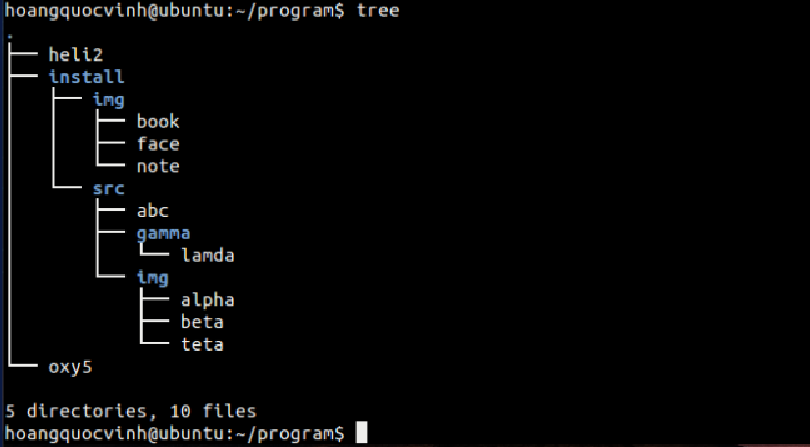 hoangquocvinh@ubuntu:~/program$ tree
.
├── heli2
├── install
│   ├── img
│   │   ├── book
│   │   ├── face
│   │   └── note
│   └── src
│       ├── abc
│       ├── gamma
│       │   └── lamda
│       └── img
│           ├── alpha
│           ├── beta
│           └── teta
└── oxy5

5 directories, 10 files
hoangquocvinh@ubuntu:~/program$